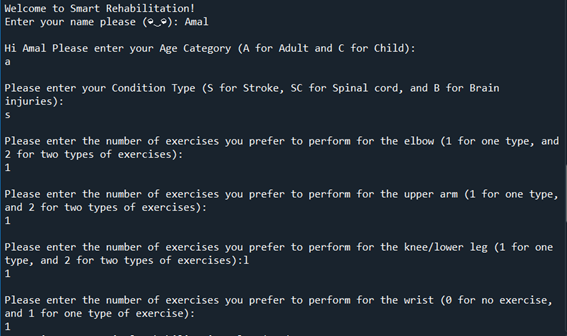 Welcome to Smart Rehabilitation!
Enter your name please (◕‿◕): Amal
Hi Amal Please enter your Age Category (A for Adult and C for Child):
a
Please enter your Condition Type (S for Stroke, SC for Spinal cord, and B for Brain
injuries):
s
Please enter the number of exercises you prefer to perform for the elbow (1 for one type, and
2 for two types of exercises):
1
Please enter the number of exercises you prefer to perform for the upper arm (1 for one type,
and 2 for two types of exercises):
1
Please enter the number of exercises you prefer to perform for the knee/lower leg (1 for one
type, and 2 for two types of exercises):l
1
Please enter the number of exercises you prefer to perform for the wrist (0 for no exercise,
and 1 for one type of exercise):
1